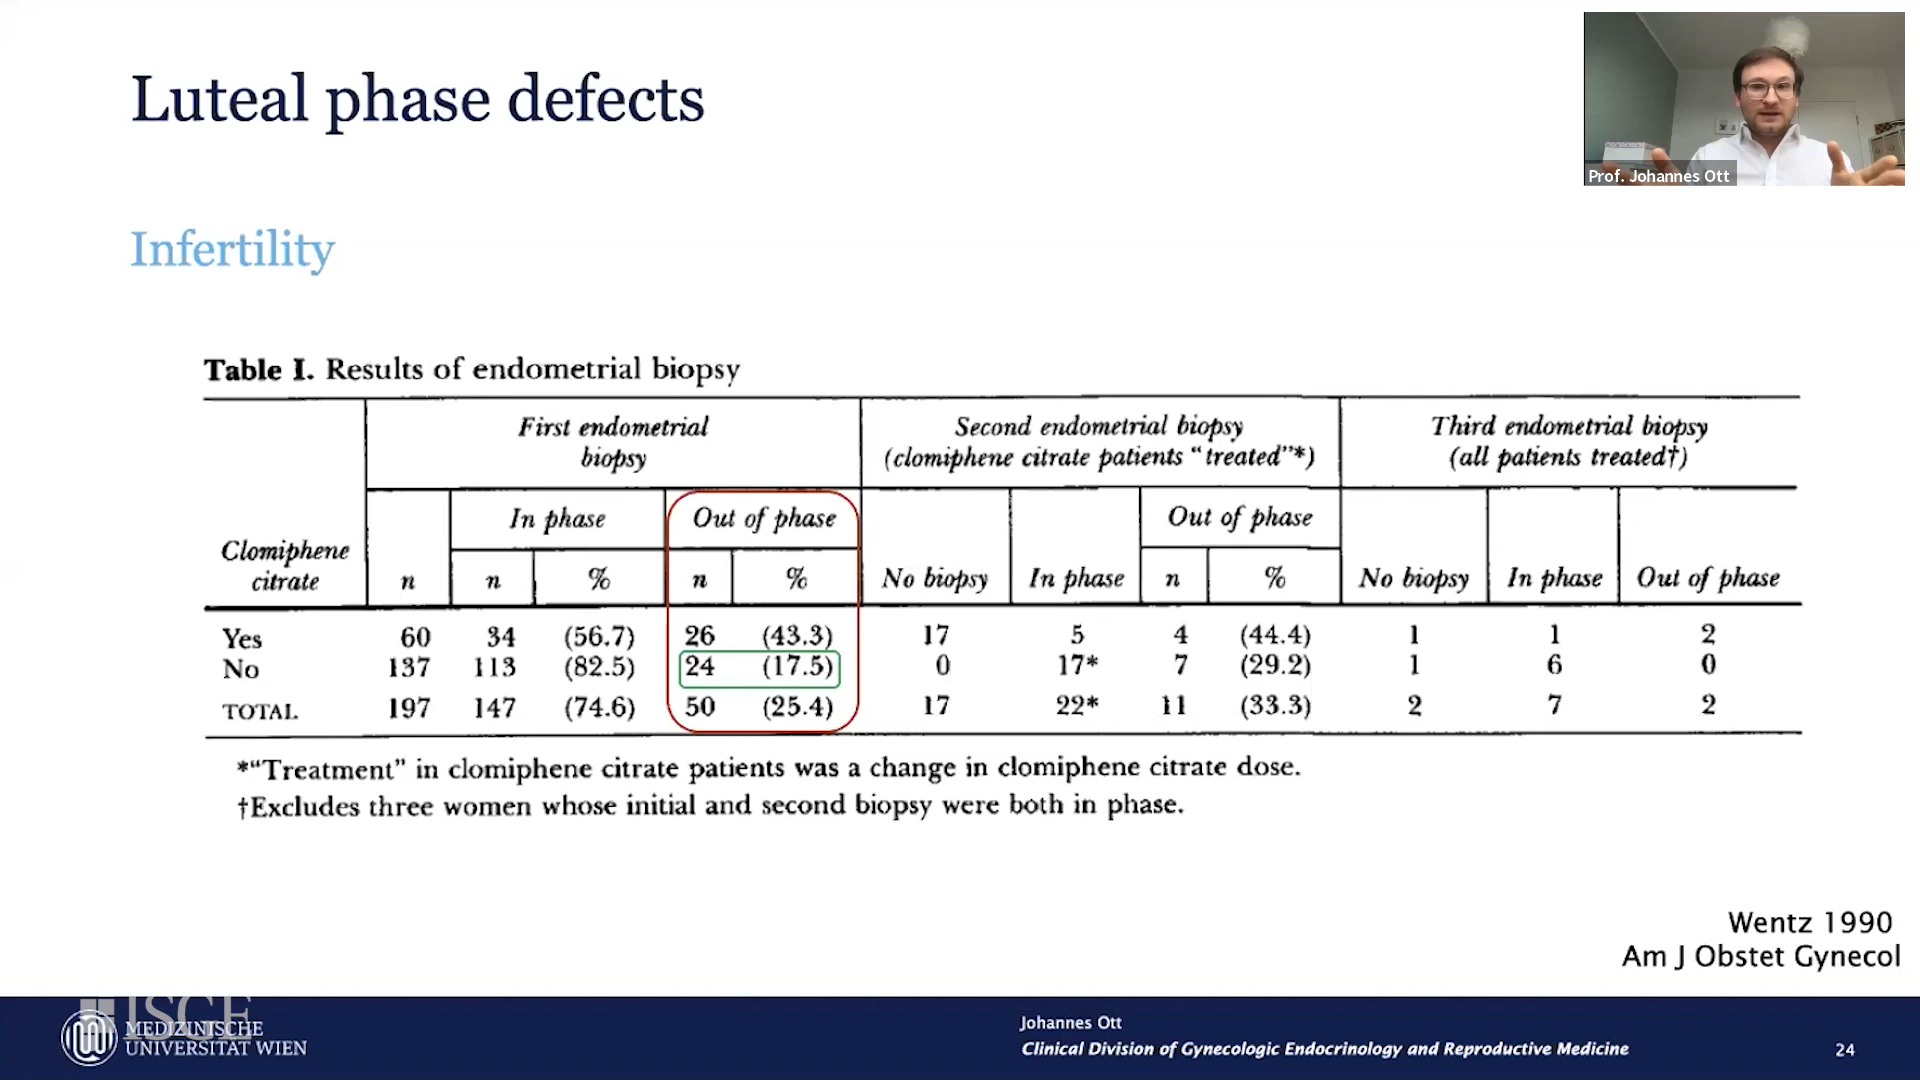 Luteal phase defects
Prof. Johannes Ott
Infertility
Table I. Results of endometrial biopsy
First endometrial biopsy
Second endometrial biopsy (clomiphene citrate patients "treated"*)
Third endometrial biopsy (all patients treated†)
In phase
Out of phase
Out of phase
Clomiphene citrate n n % n % No biopsy In phase n % No biopsy In phase Out of phase
Yes 60 34 (56.7) 26 (43.3) 17 5 4 (44.4) 1 1 2
No 137 113 (82.5) 24 (17.5) 0 17* 7 (29.2) 1 6 0
TOTAL 197 147 (74.6) 50 (25.4) 17 22* 11 (33.3) 2 7 2
*"Treatment" in clomiphene citrate patients was a change in clomiphene citrate dose.
†Excludes three women whose initial and second biopsy were both in phase.
Wentz 1990
Am J Obstet Gynecol
ISGE
MEDIZINISCHE
UNIVERSITÄT WIEN
Johannes Ott
Clinical Division of Gynecologic Endocrinology and Reproductive Medicine
24